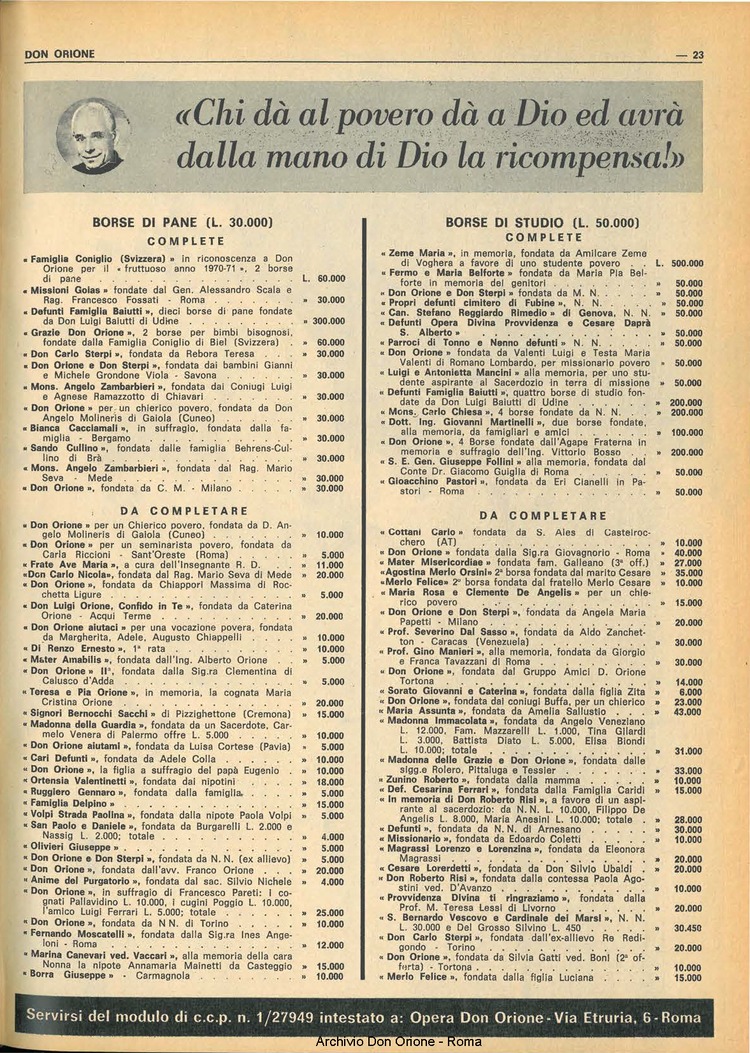 DON ORIONE
— 23
«Chi dà al povero dà a Dio ed avrà
dalla mano di Dio la ricompensa!»
BORSE DI PANE (L. 30.000)
COMPLETE
« Famiglia Coniglio (Svizzera) » in riconoscenza a Don
Orione per il « fruttuoso anno 1970-71 », 2 borse
di pane . . . L. 60.000
« Missioni Goias » fondate dal Gen. Alessandro Scala e
Rag. Francesco Fossati - Roma . . . » 30.000
« Defunti Famiglia Baiutti », dieci borse di pane fondate
da Don Luigi Baiutti di Udine . . . » 300.000
« Grazie Don Orione », 2 borse per bimbi bisognosi,
fondate dalla Famiglia Coniglio di Biel (Svizzera) . » 60.000
« Don Carlo Sterpi », fondata da Rebora Teresa . . . » 30.000
« Don Orione e Don Sterpi », fondata dai bambini Gianni
e Michele Grondone Viola - Savona . . . » 30.000
« Mons. Angelo Zambarbieri », fondata dai Coniugi Luigi
e Agnese Ramazzotto di Chiavari . . . » 30.000
« Don Orione » per un chierico povero, fondata da Don
Angelo Molineris di Gaiola (Cuneo) . . . » 30.000
« Bianca Cacciamali », in suffragio, fondata dalla fa-
miglia - Bergamo . . . » 30.000
« Sando Cullino », fondata dalle famiglia Behrens-Cul-
lino di Brà . . . » 30.000
« Mons. Angelo Zambarbieri », fondata dal Rag. Mario
Seva - Mede . . . » 30.000
« Don Orione », fondata da C. M. - Milano . . . » 30.000
DA COMPLETARE
« Don Orione » per un Chierico povero, fondata da D. An-
gelo Molineris di Gaiola (Cuneo) . . . » 10.000
« Don Orione » per un seminarista povero, fondata da
Carla Riccioni - Sant'Oreste (Roma) . . . » 5.000
« Frate Ave Maria », a cura dell'Insegnante R. D. . » 11.000
«Don Carlo Nicola», fondata dal Rag. Mario Seva di Mede » 20.000
« Don Orione », fondata da Chiappori Massima di Roc-
chetta Ligure . . . » 5.000
« Don Luigi Orione, Confido in Te », fondata da Caterina
Orione - Acqui Terme . . . » 20.000
« Don Orione aiutaci » per una vocazione povera, fondata
da Margherita, Adele, Augusto Chiappelli . . . » 10.000
« Di Renzo Ernesto », 1ª rata . . . » 10.000
« Mater Amabilis », fondata dall'Ing. Alberto Orione . . » 5.000
« Don Orione » IIª, fondata dalla Sig.ra Clementina di
Calusco d'Adda . . . » 5.000
« Teresa e Pia Orione », in memoria, la cognata Maria
Cristina Orione . . . » 20.000
« Signori Bernocchi Sacchi » di Pizzighettone (Cremona) » 15.000
« Madonna della Guardia » fondata da un Sacerdote, Car-
melo Venera di Palermo offre L. 5.000 . . . » 10.000
« Don Orione aiutami », fondata da Luisa Cortese (Pavia) » 5.000
« Cari Defunti », fondata da Adele Colla . . . » 10.000
« Don Orione », la figlia a suffragio del papà Eugenio . » 10.000
« Ortensia Valentinetti », fondata dai nipotini . . . » 18.000
« Ruggiero Gennaro », fondata dalla famiglia . . . » 5.000
« Famiglia Delpino » . . . » 15.000
« Volpi Strada Paolina », fondata dalla nipote Paola Volpi » 5.000
« San Paolo e Daniele », fondata da Burgarelli L. 2.000 e
Nassig L. 2.000; totale . . . » 4.000
« Olivieri Giuseppe » . . . » 5.000
« Don Orione e Don Sterpi », fondata da N. N. (ex allievo) » 5.000
« Don Orione », fondata dall'avv. Franco Orione . . . » 20.000
« Anime del Purgatorio », fondata dal sac. Silvio Nichele » 4.000
« Don Orione », in suffragio di Francesco Pareti: I co-
gnati Pallavidino L. 10.000, i cugini Poggio L. 10.000,
l'amico Luigi Ferrari L. 5.000; totale . . . » 25.000
« Don Orione », fondata da N N. di Torino . . . » 10.000
« Fernando Moscatelli », fondata dalla Sig.ra Ines Ange-
loni - Roma . . . » 12.000
« Marina Canevari ved. Vaccari », alla memoria della cara
Nonna la nipote Annamaria Mainetti da Casteggio » 15.000
« Borra Giuseppe » - Carmagnola . . . » 10.000
BORSE DI STUDIO (L. 50.000)
COMPLETE
« Zeme Maria », in memoria, fondata da Amilcare Zeme
di Voghera a favore di uno studente povero . . L. 500.000
« Fermo e Maria Belforte » fondata da Maria Pia Bel-
forte in memoria dei genitori . . . » 50.000
« Don Orione e Don Sterpi » fondata da M. N. . . . » 50.000
« Propri defunti cimitero di Fubine », N. N. . . . » 50.000
« Can. Stefano Reggiardo Rimedio » di Genova, N. N. » 50.000
« Defunti Opera Divina Provvidenza e Cesare Daprà
S. Alberto » . . . » 50.000
« Parroci di Tonno e Nenno defunti » N. N. . . . » 50.000
« Don Orione » fondata da Valenti Luigi e Testa Maria
Valenti di Romano Lombardo, per missionario povero » 50.000
« Luigi e Antonietta Mancini » alla memoria, per uno stu-
dente aspirante al Sacerdozio in terra di missione » 50.000
« Defunti Famiglia Baiutti », quattro borse di studio fon-
date da Don Luigi Baiutti di Udine . . . » 200.000
« Mons. Carlo Chiesa », 4 borse fondate da N. N. . . » 200.000
« Dott. Ing. Giovanni Martinelli », due borse fondate,
alla memoria, da famigliari e amici . . . » 100.000
« Don Orione », 4 Borse fondate dall'Agape Fraterna in
memoria e suffragio dell'Ing. Vittorio Bosso . . » 200.000
« S. E. Gen. Giuseppe Follini » alla memoria, fondata dal
Conte Dr. Giacomo Guiglia di Roma . . . » 50.000
« Gioacchino Pastori », fondata da Eri Cianelli in Pa-
stori - Roma . . . » 50.000
DA COMPLETARE
« Cottani Carlo » fondata da S. Ales di Castelroc-
chero (AT) . . . » 10.000
« Don Orione » fondata dalla Sig.ra Giovagnorio - Roma » 40.000
« Mater Misericordiae » fondata fam. Galleano (3ª off.) » 27.000
«Agostina Merlo Orsini» 2ª borsa fondata dal marito Cesare » 35.000
«Merlo Felice» 2ª borsa fondata dal fratello Merlo Cesare » 10.000
« Maria Rosa e Clemente De Angelis » per un chie-
rico povero . . . » 15.000
« Don Orione e Don Sterpi », fondata da Angela Maria
Papetti - Milano . . . » 20.000
« Prof. Severino Dal Sasso », fondata da Aldo Zanchet-
ton - Caracas (Venezuela) . . . » 30.000
« Prof. Gino Manieri », alla memoria, fondata da Giorgio
e Franca Tavazzani di Roma . . . » 30.000
« Don Orione », fondata dal Gruppo Amici D. Orione
Tortona . . . » 14.000
« Sorato Giovanni e Caterina », fondata dalla figlia Zita » 6.000
« Don Orione », fondata dai coniugi Buffa, per un chierico » 23.000
« Maria Assunta », fondata da Amelia Sallustio . . . » 43.000
« Madonna Immacolata », fondata da Angelo Veneziano
L. 12.000, Fam. Mazzarelli L. 1.000, Tina Gilardi
L. 3.000, Battista Diato L. 5.000, Elisa Biondi
L. 10.000; totale . . . » 31.000
« Madonna delle Grazie e Don Orione », fondata dalle
sigg.e Rolero, Pittaluga e Tessier . . . » 33.000
« Zunino Roberto », fondata dalla mamma . . . » 10.000
« Def. Cesarina Ferrari », fondata dalla Famiglia Caridi » 15.000
« In memoria di Don Roberto Risi », a favore di un aspi-
rante al sacerdozio: da N. N. L. 10.000, Filippo De
Angelis L. 8.000, Maria Anesini L. 10.000; totale . » 28.000
« Defunti », fondata da N. N. di Arnesano . . . » 30.000
« Missionario », fondata da Edoardo Coletti . . . » 10.000
« Magrassi Lorenzo e Lorenzina », fondata da Eleonora
Magrassi . . . » 20.000
« Cesare Lorerdetti », fondata da Don Silvio Ubaldi . . » 20.000
« Don Roberto Risi », fondata dalla contessa Paola Ago-
stini ved. D'Avanzo . . . » 10.000
« Provvidenza Divina ti ringraziamo », fondata dalla
Prof. M. Teresa Lessi di Livorno . . . » 20.000
« S. Bernardo Vescovo e Cardinale dei Marsi », N. N.
L. 30.000 e Del Grosso Silvino L. 450 . . . » 30.450
« Don Carlo Sterpi », fondata dall'ex-allievo Re Redi-
gondo - Torino . . . » 20.000
« Don Orione », fondata da Silvia Gatti ved. Boni (2ª of-
ferta) - Tortona . . . » 10.000
« Merlo Felice », fondata dalla figlia Luciana . . . » 15.000
Servirsi del modulo di c.c.p. n. 1/27949 intestato a: Opera Don Orione - Via Etruria, 6 - Roma
Archivio Don Orione - Roma